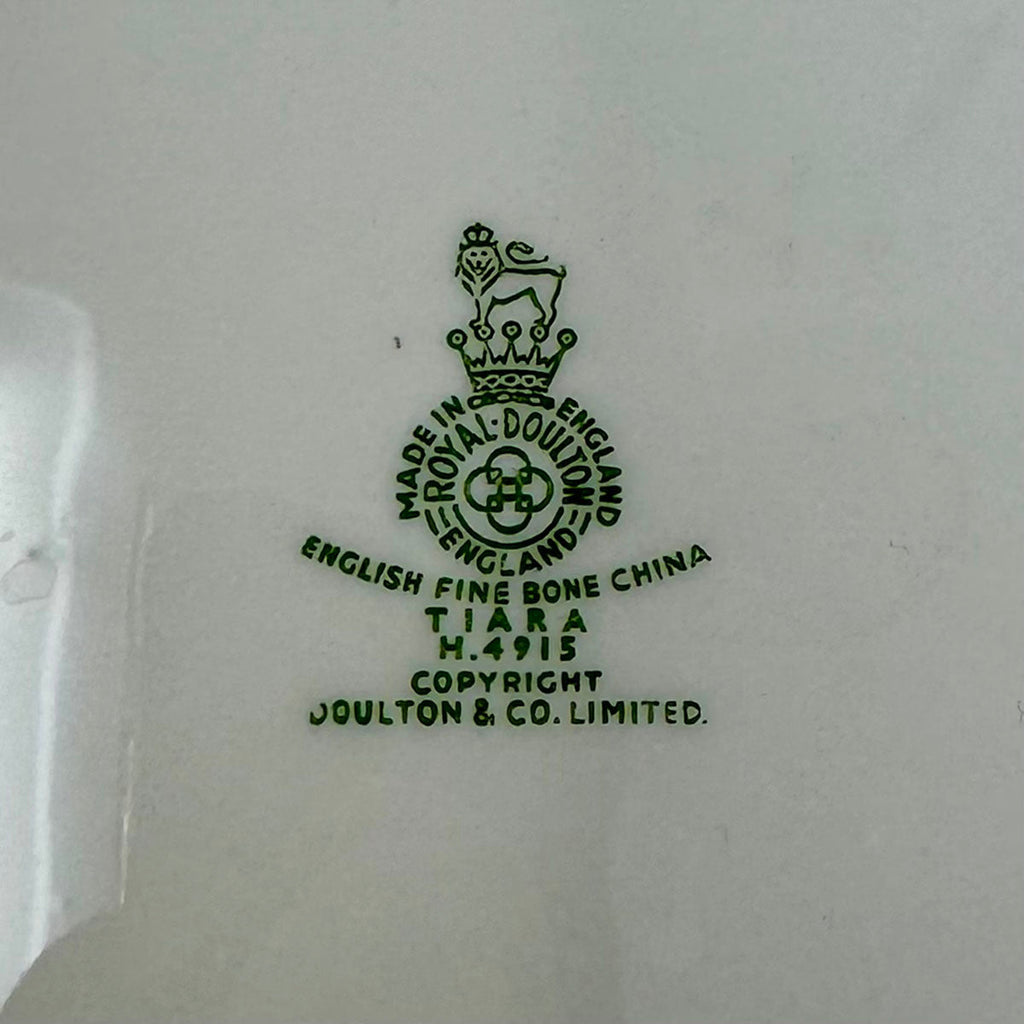 MADE IN ENGLAND
ROYAL·DOULTON
ENGLAND
ENGLISH FINE BONE CHINA
TIARA
H.4915
COPYRIGHT
DOULTON & CO. LIMITED.